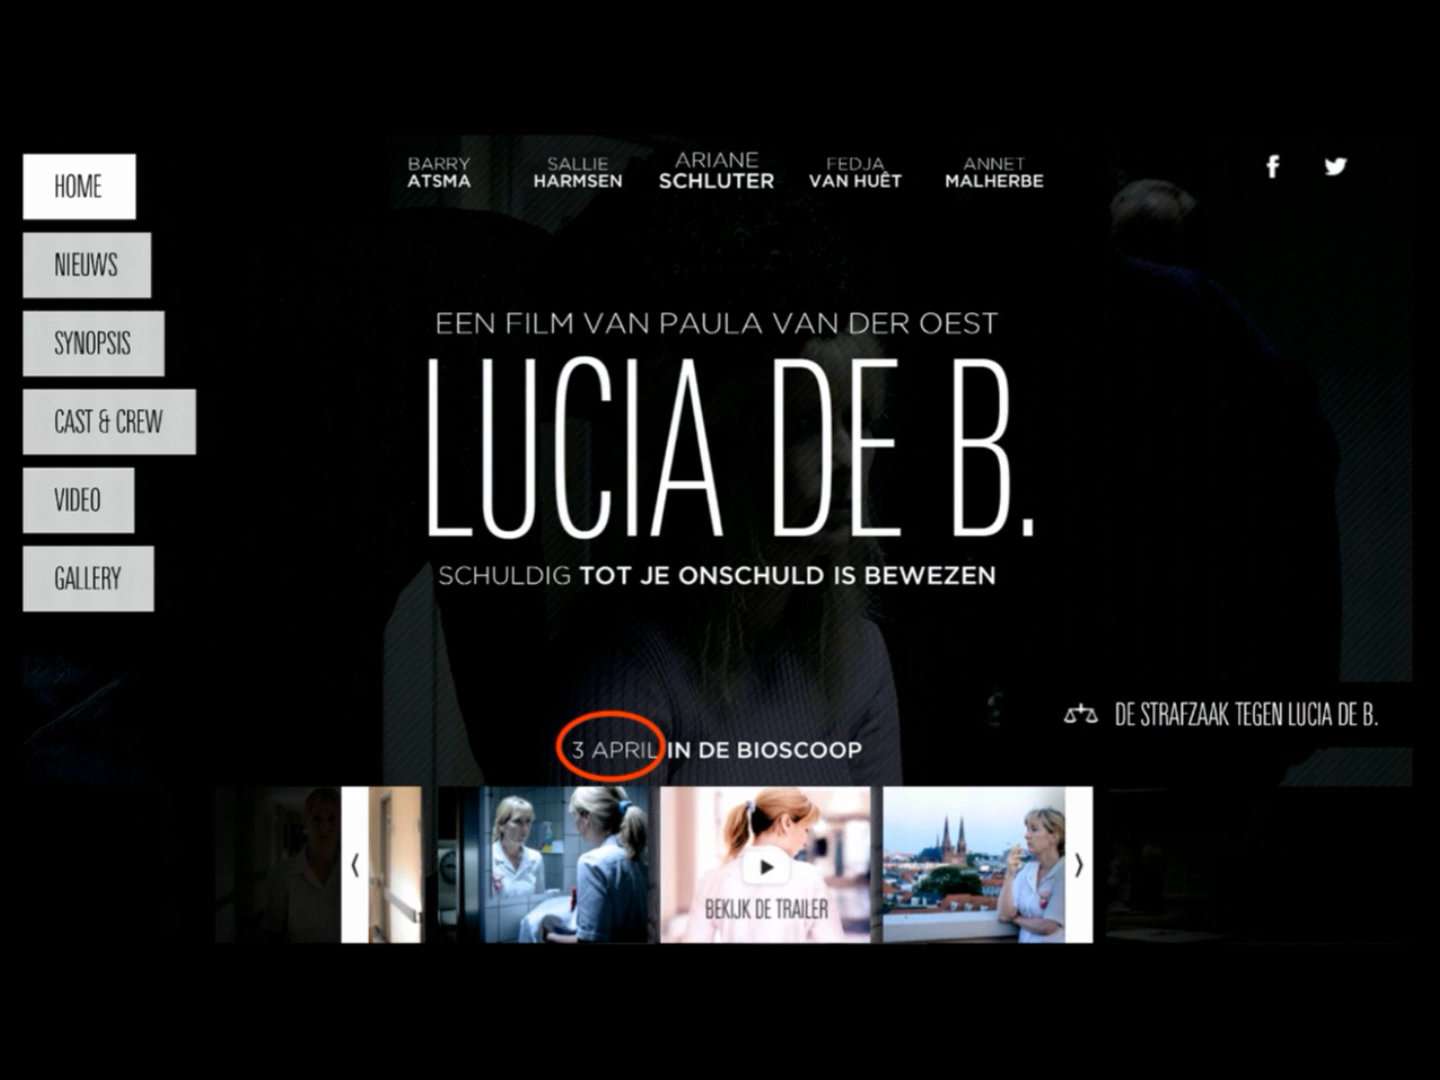 HOME
NIEUWS
SYNOPSIS
CAST & CREW
VIDEO
GALLERY
BARRY ATSMA
SALLIE HARMSEN
ARIANE SCHLUTER
FEDJA VAN HUÊT
ANNET MALHERBE
f
EEN FILM VAN PAULA VAN DER OEST
LUCIA DE B.
SCHULDIG TOT JE ONSCHULD IS BEWEZEN
DE STRAFZAAK TEGEN LUCIA DE B.
3 APRIL IN DE BIOSCOOP
BEKIJK DE TRAILER